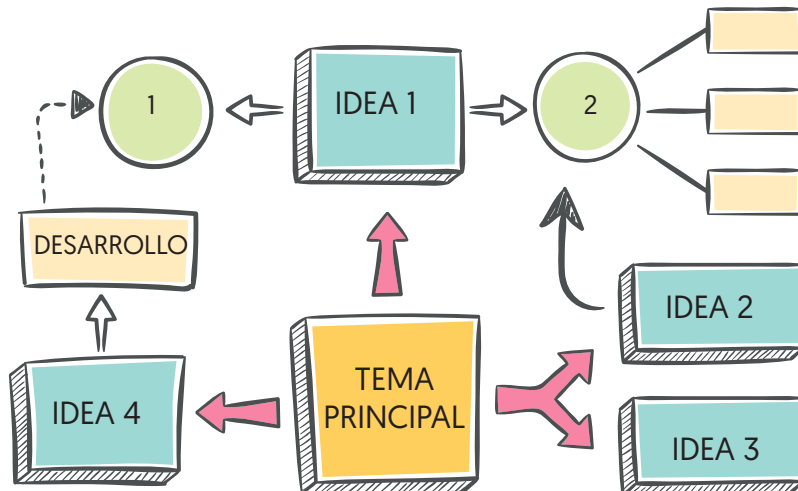 1
IDEA 1
2
DESARROLLO
IDEA 2
IDEA 4
TEMA
PRINCIPAL
IDEA 3